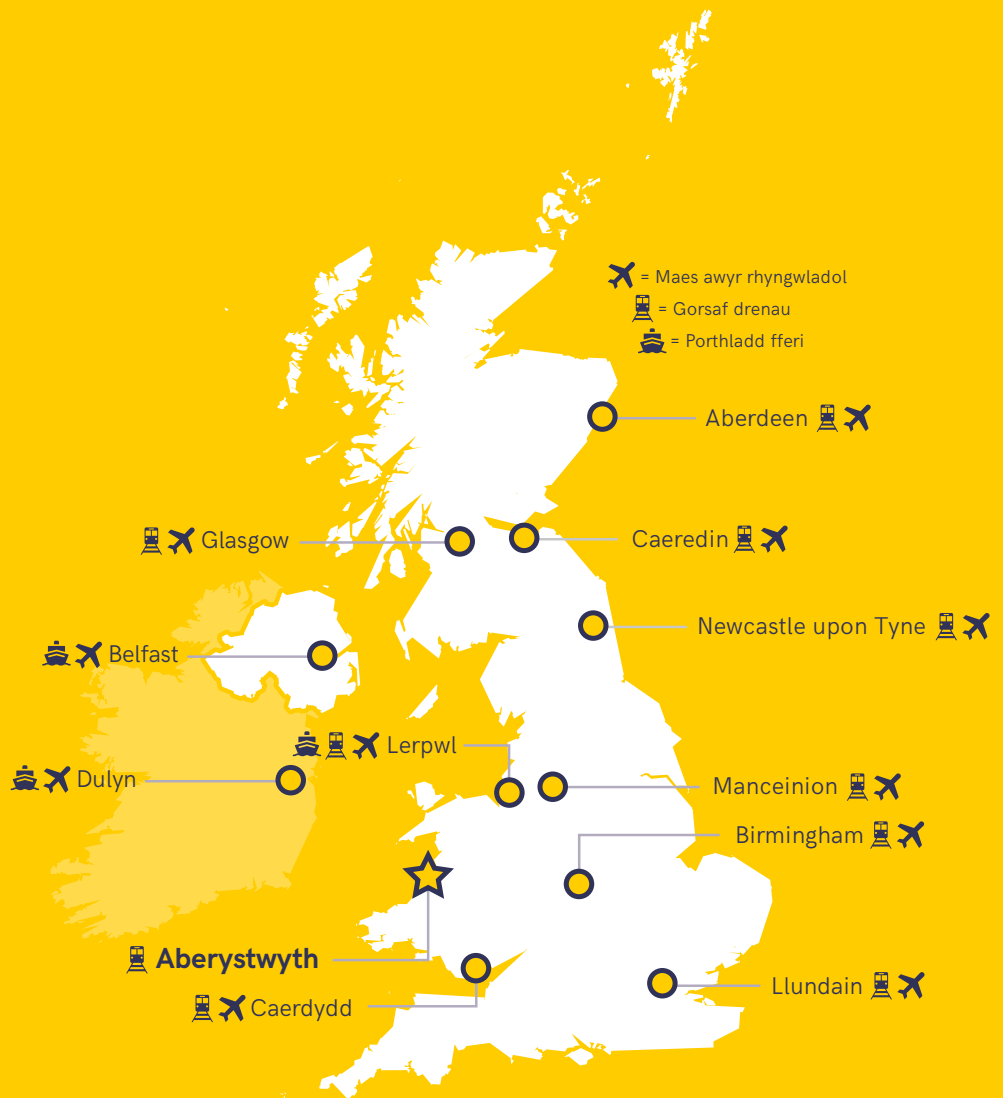 = Maes awyr rhyngwladol
= Gorsaf drenau
= Porthladd fferi
Aberdeen
Glasgow
Caeredin
Newcastle upon Tyne
Belfast
Lerpwl
Dulyn
Manceinion
Birmingham
Aberystwyth
Llundain
Caerdydd